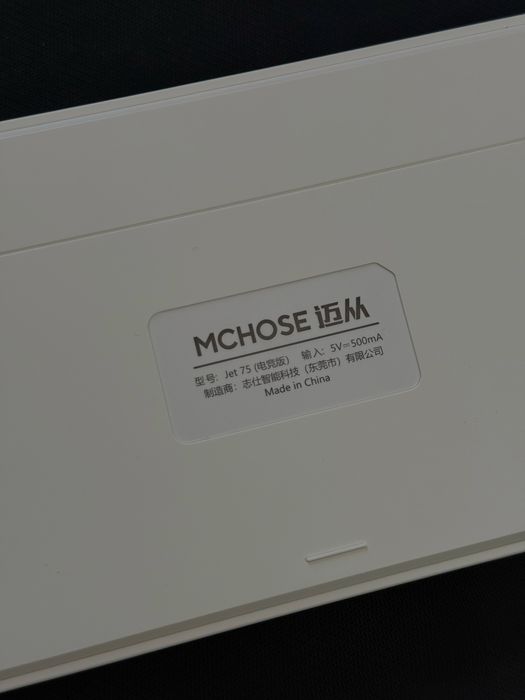 MCHOSE 迈从
型号: Jet 75 (电竞版) 输入: 5V⎓500mA
制造商: 志仕智能科技 (东莞市) 有限公司
Made in China